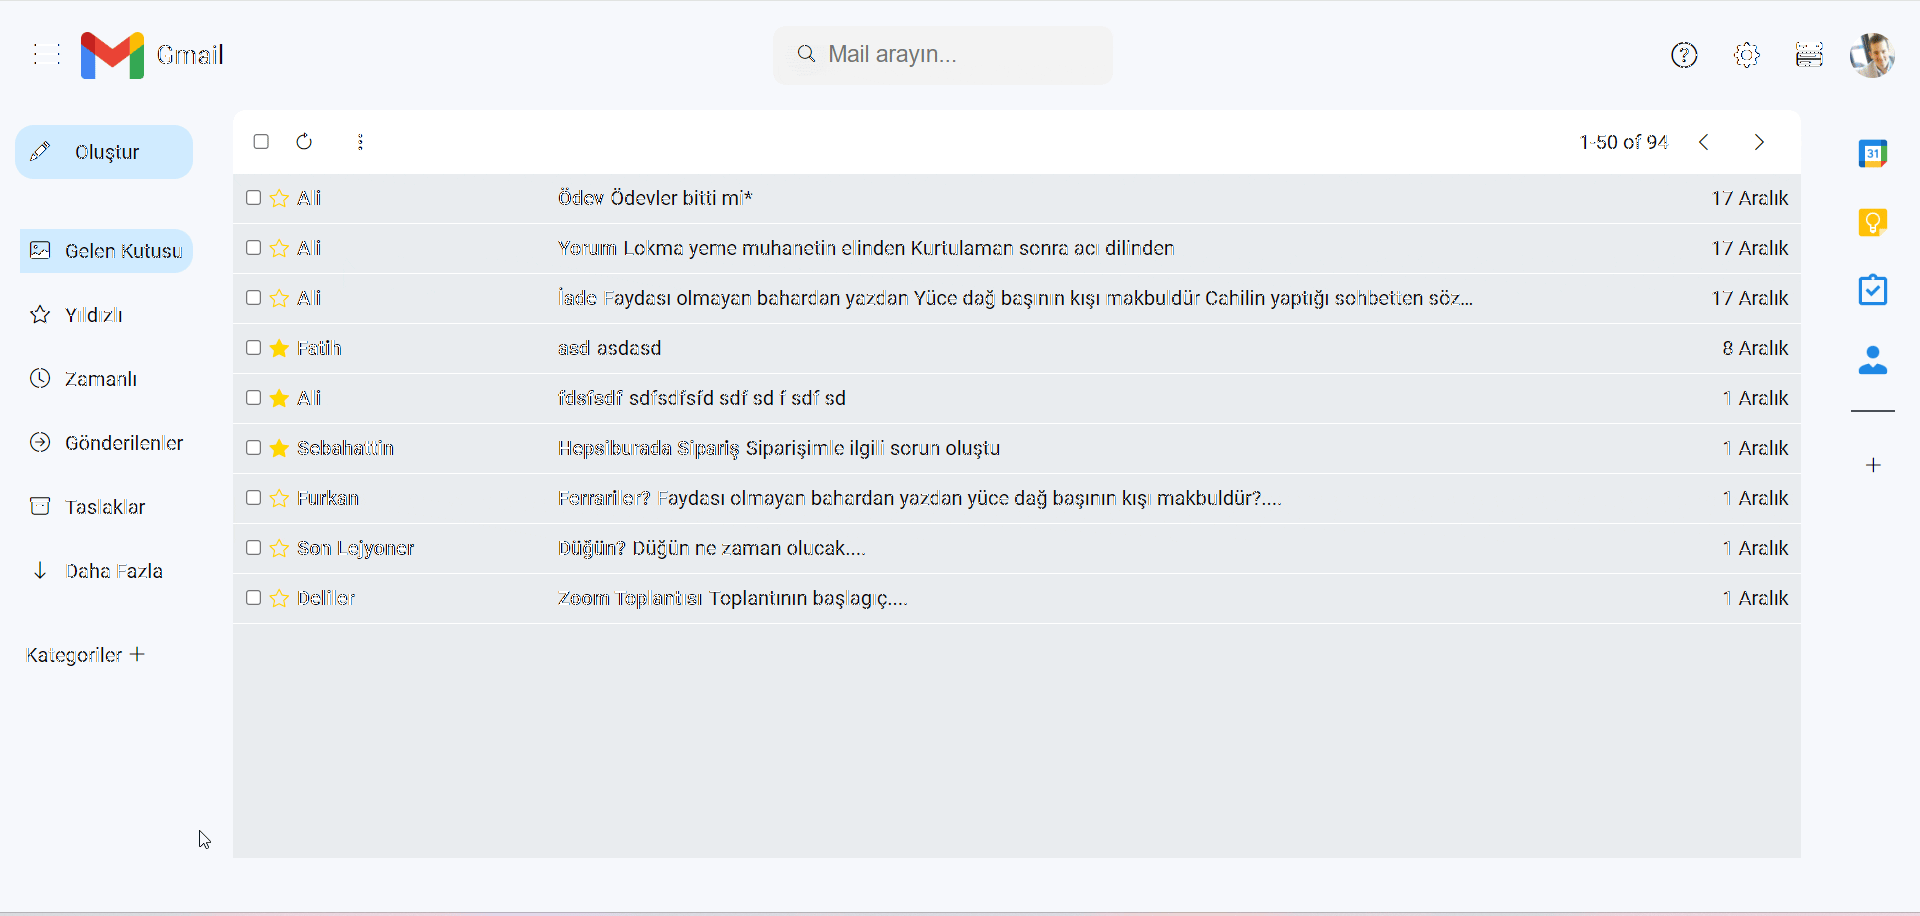 Gmail
Mail arayın...
Oluştur
1-50 of 94
31
Gelen Kutusu
Yıldızlı
Zamanlı
Gönderilenler
Taslaklar
Daha Fazla
Kategoriler +
Ali Ödev Ödevler bitti mi* 17 Aralık
Ali Yorum Lokma yeme muhanetin elinden Kurtulaman sonra acı dilinden 17 Aralık
Ali İade Faydası olmayan bahardan yazdan Yüce dağ başının kışı makbuldür Cahilin yaptığı sohbetten söz... 17 Aralık
Fatih asd asdasd 8 Aralık
Ali fdsfsdf sdfsdfsfd sdf sd f sdf sd 1 Aralık
Sebahattin Hepsiburada Sipariş Siparişimle ilgili sorun oluştu 1 Aralık
Furkan Ferrariler? Faydası olmayan bahardan yazdan yüce dağ başının kışı makbuldür?.... 1 Aralık
Son Lejyoner Düğün? Düğün ne zaman olucak.... 1 Aralık
Deliler Zoom Toplantısı Toplantının başlagıç.... 1 Aralık